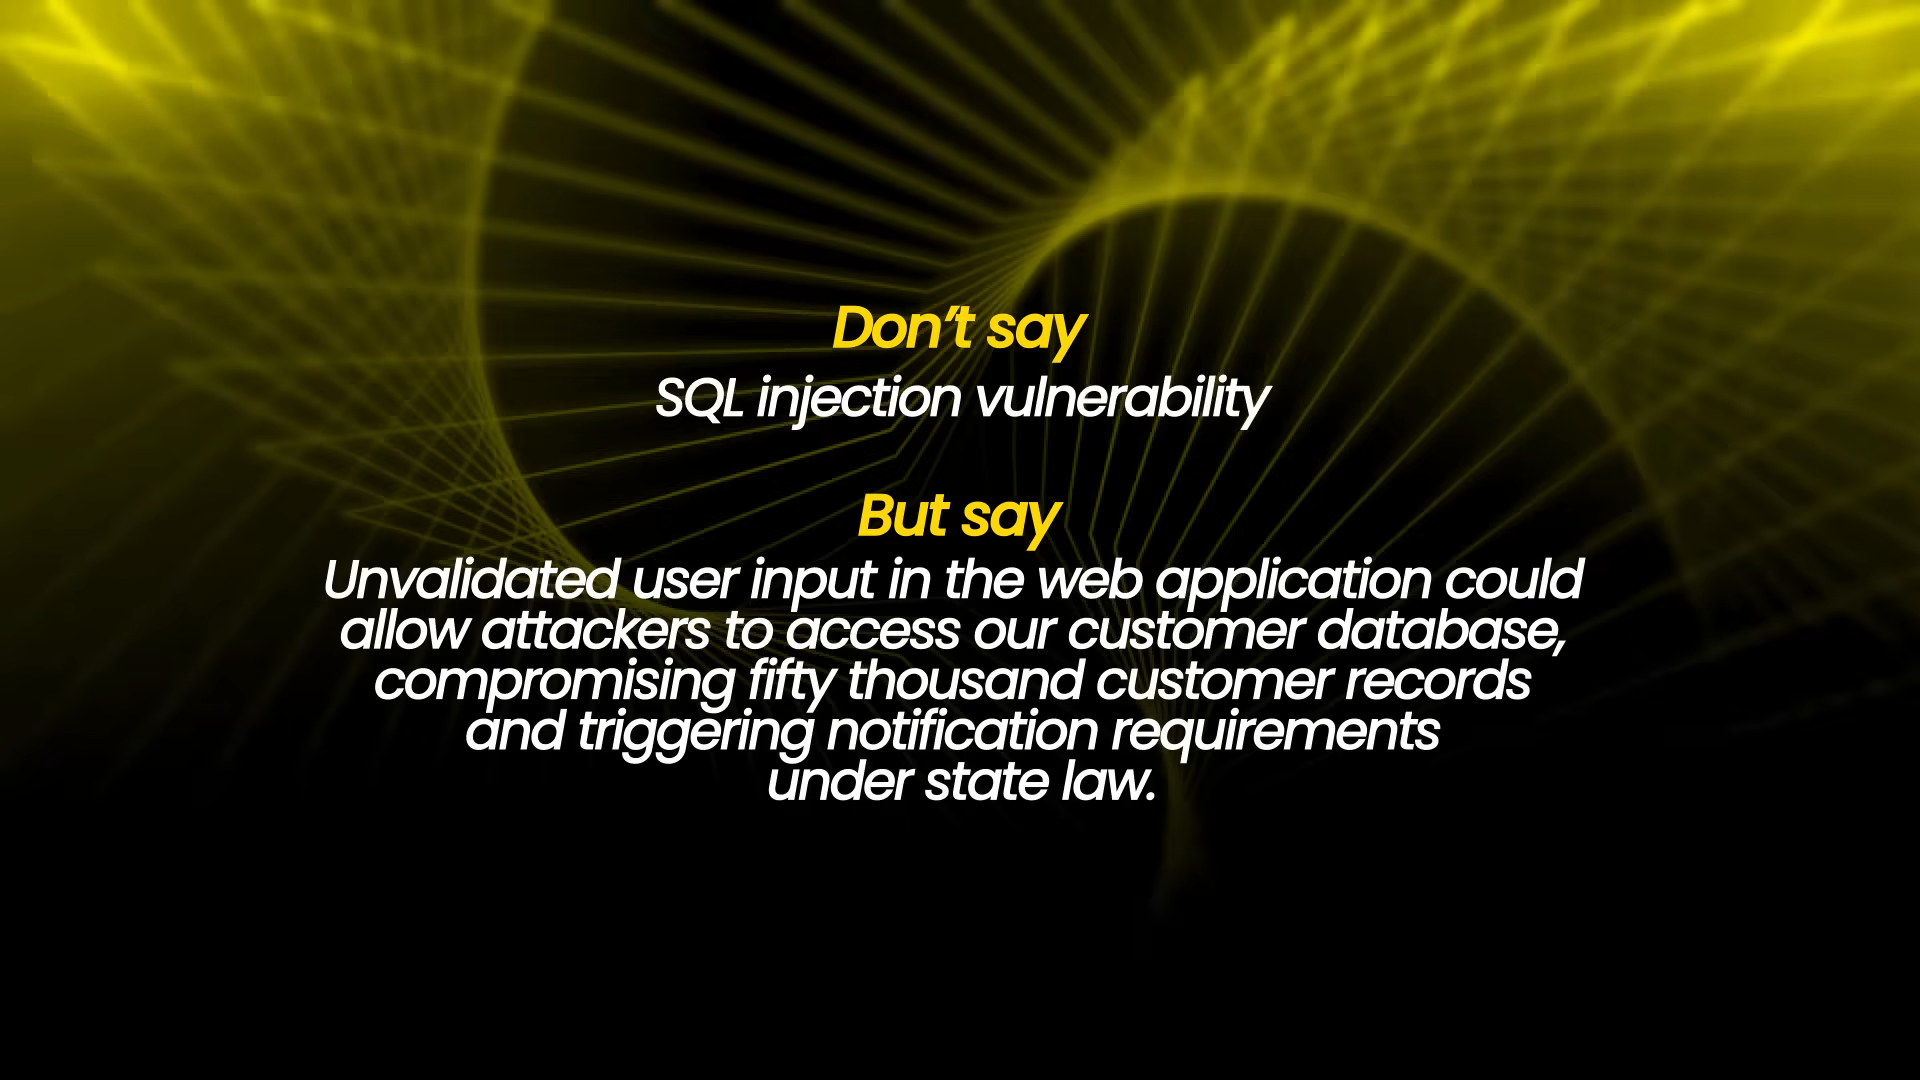 Don’t say
SQL injection vulnerability
But say
Unvalidated user input in the web application could
allow attackers to access our customer database,
compromising fifty thousand customer records
and triggering notification requirements
under state law.